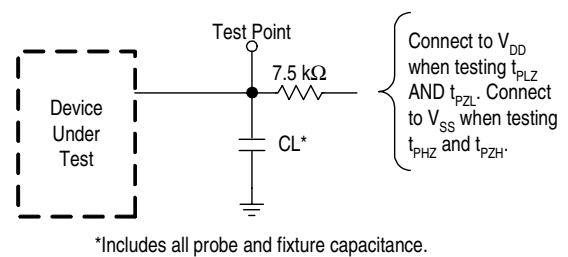 Test Point
7.5 kΩ
Device
Under
Test
CL*
Connect to VDD
when testing tPLZ
AND tPZL. Connect
to VSS when testing
tPHZ and tPZH.
*Includes all probe and fixture capacitance.